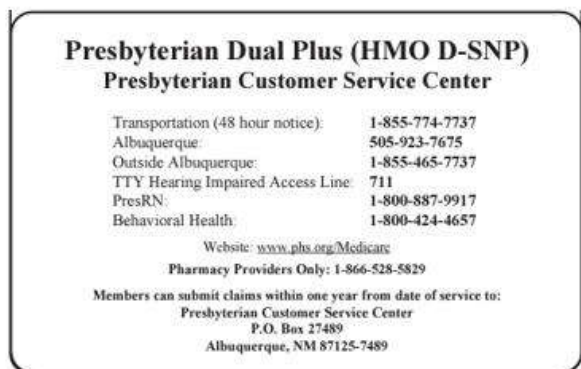 Presbyterian Dual Plus (HMO D-SNP)
Presbyterian Customer Service Center
Transportation (48 hour notice): 1-855-774-7737
Albuquerque: 505-923-7675
Outside Albuquerque: 1-855-465-7737
TTY Hearing Impaired Access Line: 711
PresRN: 1-800-887-9917
Behavioral Health: 1-800-424-4657
Website: www.phs.org/Medicare
Pharmacy Providers Only: 1-866-528-5829
Members can submit claims within one year from date of service to:
Presbyterian Customer Service Center
P.O. Box 27489
Albuquerque, NM 87125-7489